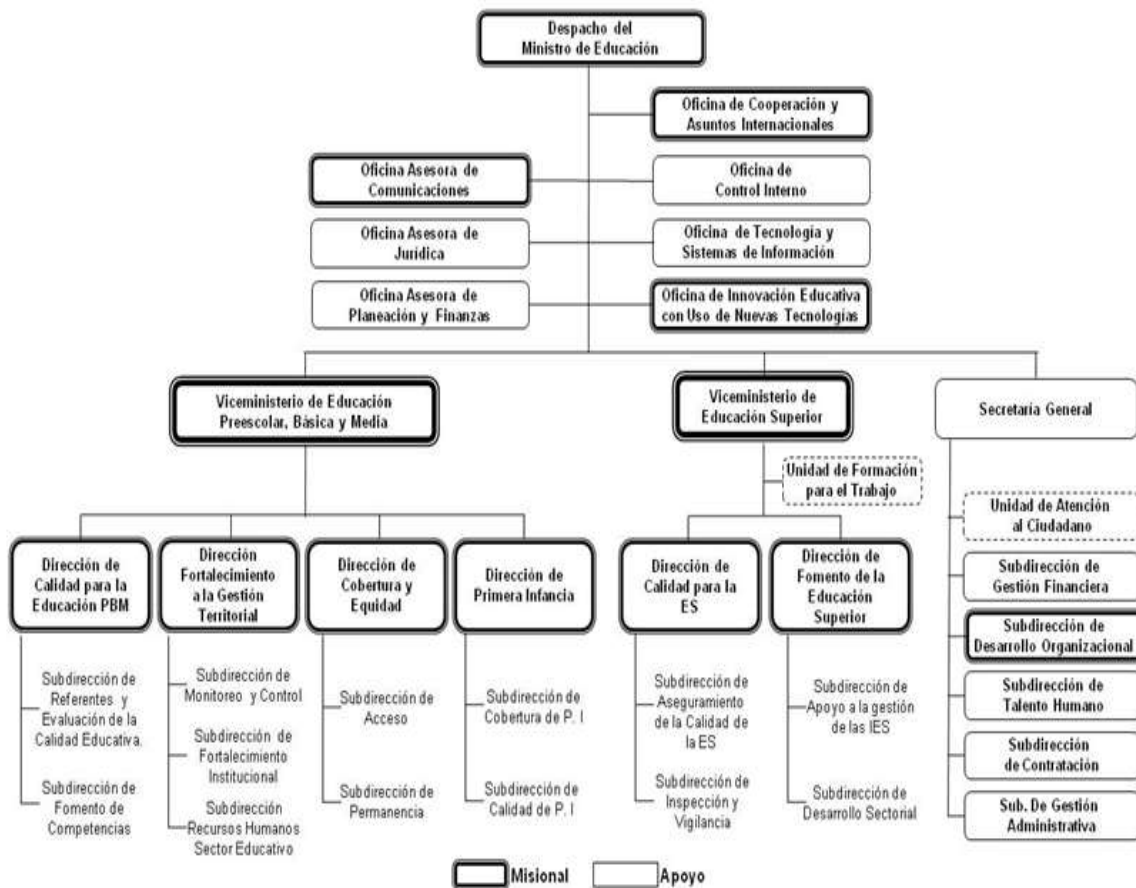 Despacho del
Ministro de Educación
Oficina de Cooperación y
Asuntos Internacionales
Oficina Asesora de
Comunicaciones
Oficina de
Control Interno
Oficina Asesora de
Jurídica
Oficina de Tecnología y
Sistemas de Información
Oficina Asesora de
Planeación y Finanzas
Oficina de Innovación Educativa
con Uso de Nuevas Tecnologías
Viceministerio de Educación
Preescolar, Básica y Media
Viceministerio de
Educación Superior
Secretaría General
Unidad de Formación
para el Trabajo
Unidad de Atención
al Ciudadano
Dirección de
Calidad para la
Educación PBM
Dirección
Fortalecimiento
a la Gestión
Territorial
Dirección de
Cobertura y
Equidad
Dirección de
Primera Infancia
Dirección de
Calidad para la
ES
Dirección de
Fomento de la
Educación
Superior
Subdirección de
Gestión Financiera
Subdirección de
Desarrollo Organizacional
Subdirección de
Talento Humano
Subdirección
de Contratación
Sub. De Gestión
Administrativa
Subdirección de
Referentes y
Evaluación de la
Calidad Educativa.
Subdirección de
Fomento de
Competencias
Subdirección de
Monitoreo y Control
Subdirección de
Fortalecimiento
Institucional
Subdirección
Recursos Humanos
Sector Educativo
Subdirección de
Acceso
Subdirección de
Permanencia
Subdirección de
Cobertura de P. I
Subdirección de
Calidad de P. I
Subdirección de
Aseguramiento
de la Calidad de
la ES
Subdirección de
Inspección y
Vigilancia
Subdirección de
Apoyo a la gestión
de las IES
Subdirección de
Desarrollo Sectorial
Misional
Apoyo